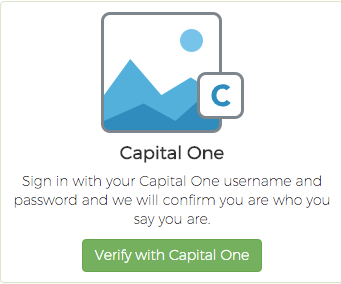 C
Capital One
Sign in with your Capital One username and
password and we will confirm you are who you
say you are.
Verify with Capital One